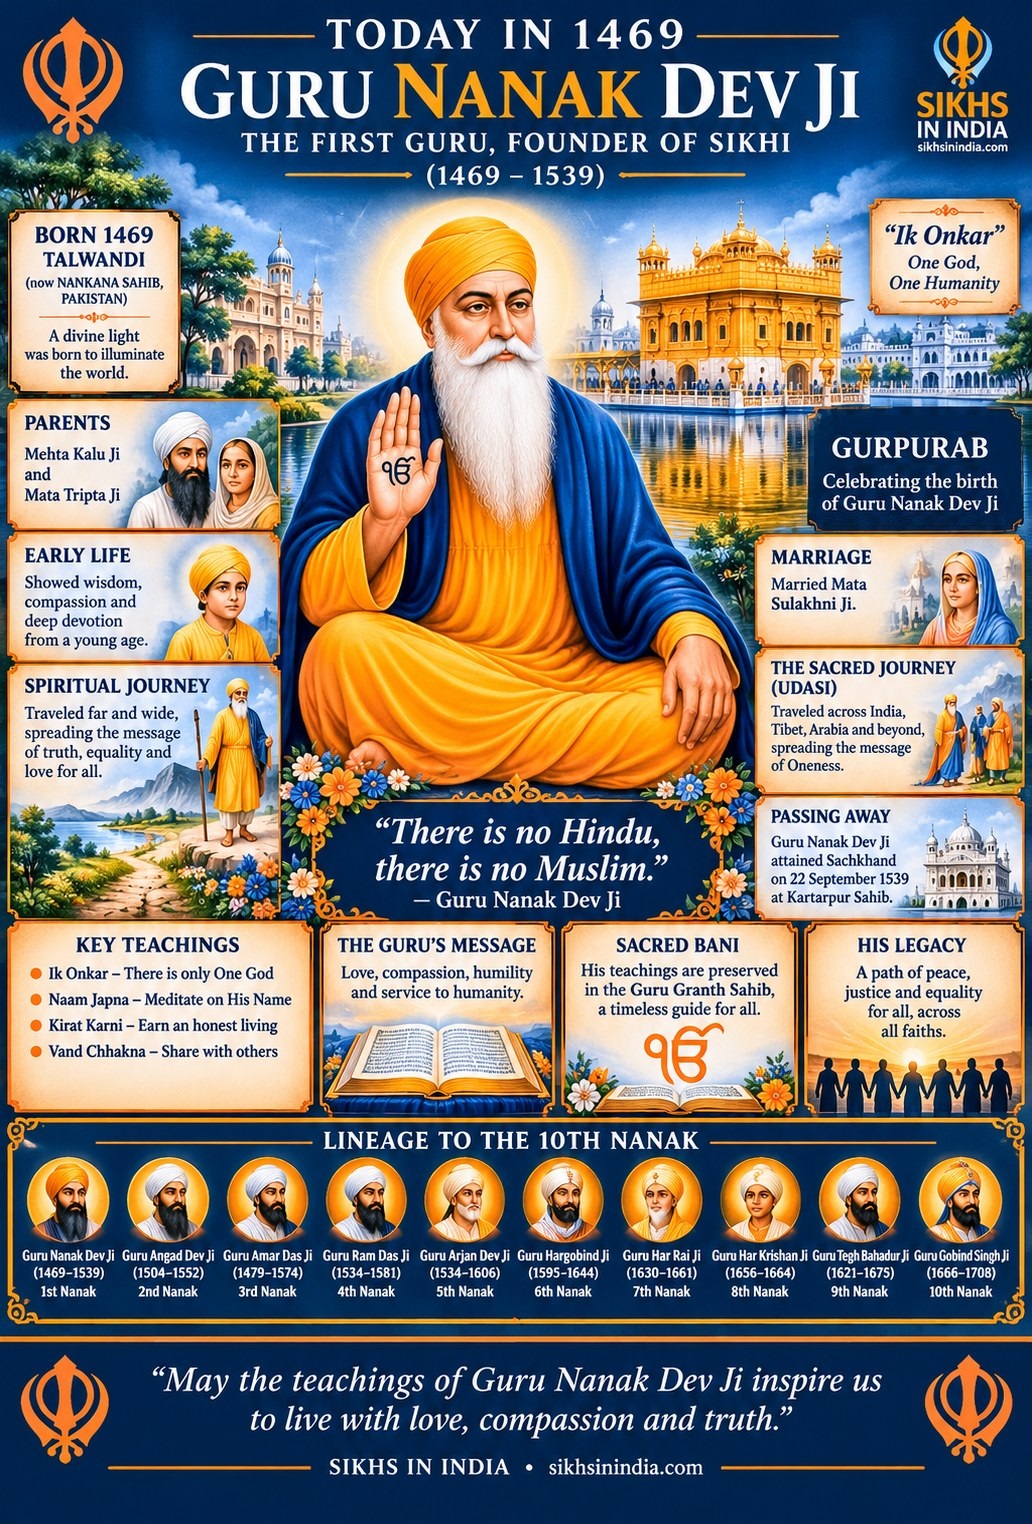 TODAY IN 1469
GURU NANAK DEV JI
THE FIRST GURU, FOUNDER OF SIKHI
(1469 – 1539)
SIKHS
IN INDIA
sikhsinindia.com
BORN 1469
TALWANDI
(now NANKANA SAHIB,
PAKISTAN)
A divine light
was born to illuminate
the world.
"Ik Onkar"
One God,
One Humanity
PARENTS
Mehta Kalu Ji
and
Mata Tripta Ji
ੴ
GURPURAB
Celebrating the birth
of Guru Nanak Dev Ji
EARLY LIFE
Showed wisdom,
compassion and
deep devotion
from a young age.
MARRIAGE
Married Mata
Sulakhni Ji.
SPIRITUAL JOURNEY
Traveled far and wide,
spreading the message
of truth, equality and
love for all.
THE SACRED JOURNEY
(UDASI)
Traveled across India,
Tibet, Arabia and beyond,
spreading the message
of Oneness.
"There is no Hindu,
there is no Muslim."
— Guru Nanak Dev Ji
PASSING AWAY
Guru Nanak Dev Ji
attained Sachkhand
on 22 September 1539
at Kartarpur Sahib.
KEY TEACHINGS
• Ik Onkar – There is only One God
• Naam Japna – Meditate on His Name
• Kirat Karni – Earn an honest living
• Vand Chhakna – Share with others
THE GURU'S MESSAGE
Love, compassion, humility
and service to humanity.
SACRED BANI
His teachings are preserved
in the Guru Granth Sahib,
a timeless guide for all.
ੴ
HIS LEGACY
A path of peace,
justice and equality
for all, across
all faiths.
LINEAGE TO THE 10TH NANAK
Guru Nanak Dev Ji
(1469–1539)
1st Nanak
Guru Angad Dev Ji
(1504–1552)
2nd Nanak
Guru Amar Das Ji
(1479–1574)
3rd Nanak
Guru Ram Das Ji
(1534–1581)
4th Nanak
Guru Arjan Dev Ji
(1534–1606)
5th Nanak
Guru Hargobind Ji
(1595–1644)
6th Nanak
Guru Har Rai Ji
(1630–1661)
7th Nanak
Guru Har Krishan Ji
(1656–1664)
8th Nanak
Guru Tegh Bahadur Ji
(1621–1675)
9th Nanak
Guru Gobind Singh Ji
(1666–1708)
10th Nanak
"May the teachings of Guru Nanak Dev Ji inspire us
to live with love, compassion and truth."
SIKHS IN INDIA • sikhsinindia.com